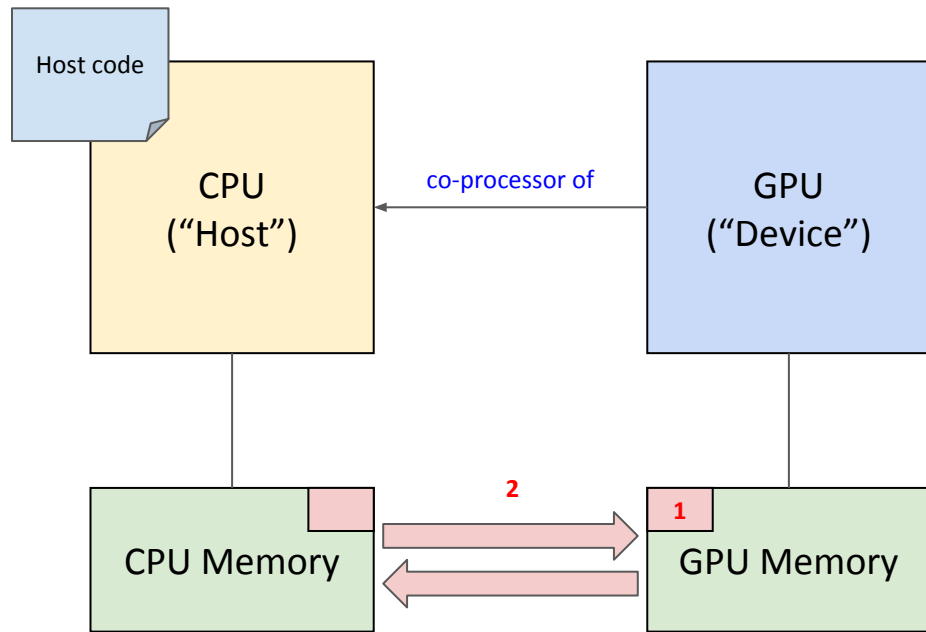 Host code
CPU
(“Host”)
co-processor of
GPU
(“Device”)
2
1
CPU Memory
GPU Memory